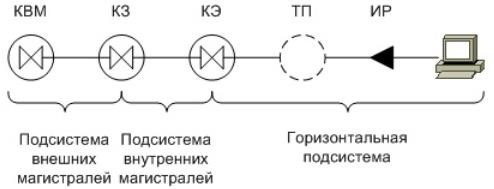 КВМ КЗ КЭ ТП ИР
Подсистема Подсистема Горизонтальная
внешних внутренних подсистема
магистралей магистралей